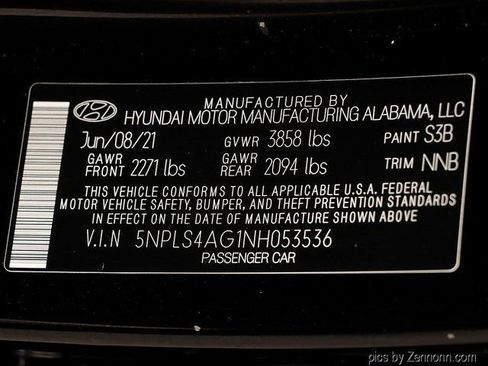 MANUFACTURED BY
HYUNDAI MOTOR MANUFACTURING ALABAMA, LLC
Jun/08/21 GVWR 3858 lbs PAINT S3B
GAWR FRONT 2271 lbs GAWR REAR 2094 lbs TRIM NNB
THIS VEHICLE CONFORMS TO ALL APPLICABLE U.S.A. FEDERAL
MOTOR VEHICLE SAFETY, BUMPER, AND THEFT PREVENTION STANDARDS
IN EFFECT ON THE DATE OF MANUFACTURE SHOWN ABOVE
V.I.N 5NPLS4AG1NH053536
PASSENGER CAR
pics by Zennonn.com